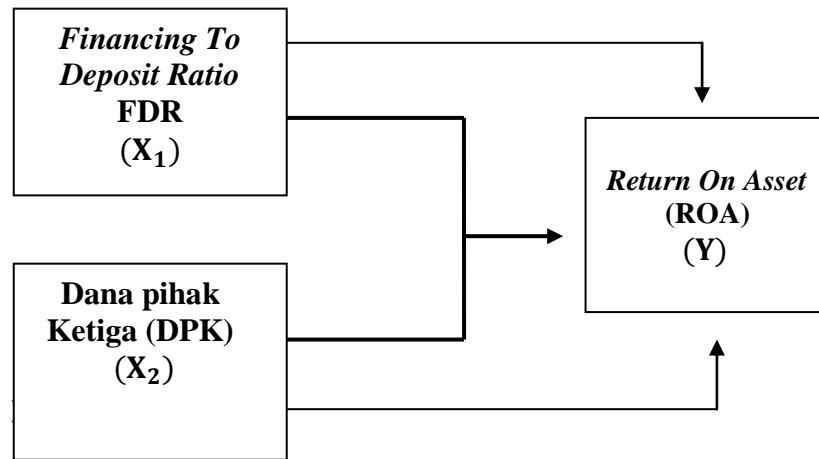 Financing To
Deposit Ratio
FDR
(X₁)
Return On Asset
(ROA)
(Y)
Dana pihak
Ketiga (DPK)
(X₂)